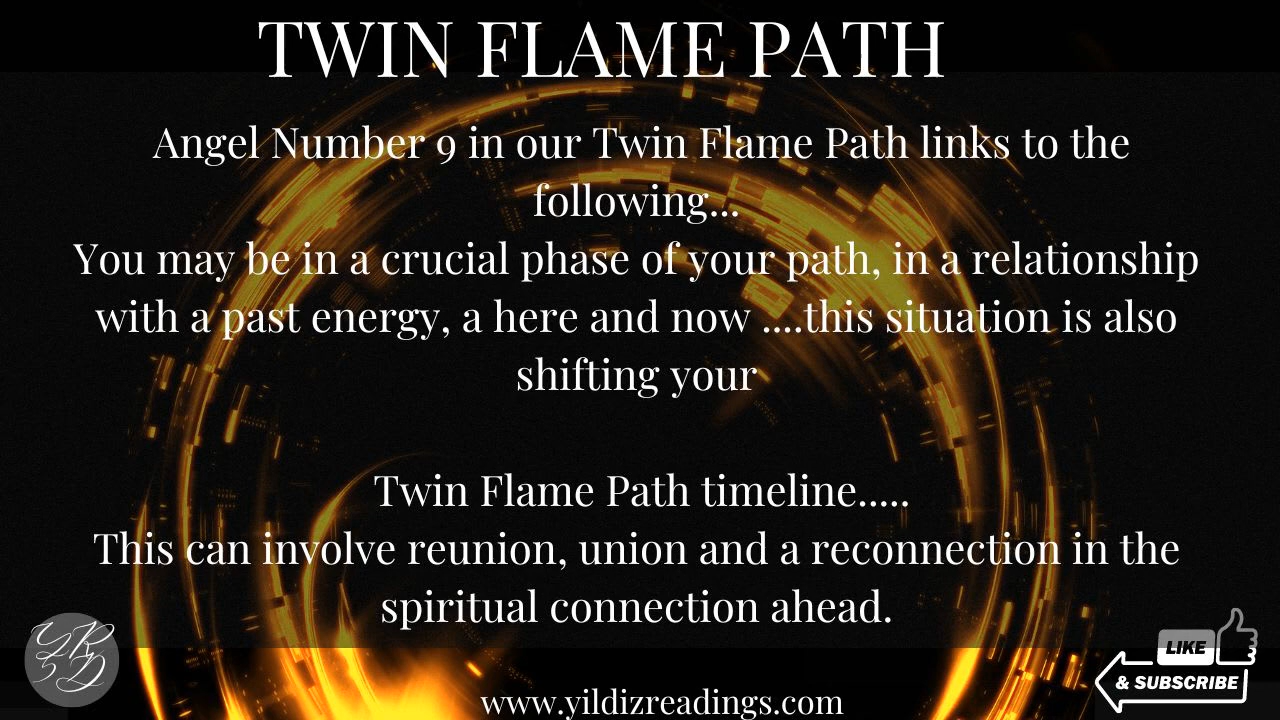 TWIN FLAME PATH
Angel Number 9 in our Twin Flame Path links to the
following...
You may be in a crucial phase of your path, in a relationship
with a past energy, a here and now ....this situation is also
shifting your
Twin Flame Path timeline.....
This can involve reunion, union and a reconnection in the
spiritual connection ahead.
YR
5D
LIKE
& SUBSCRIBE
www.yildizreadings.com